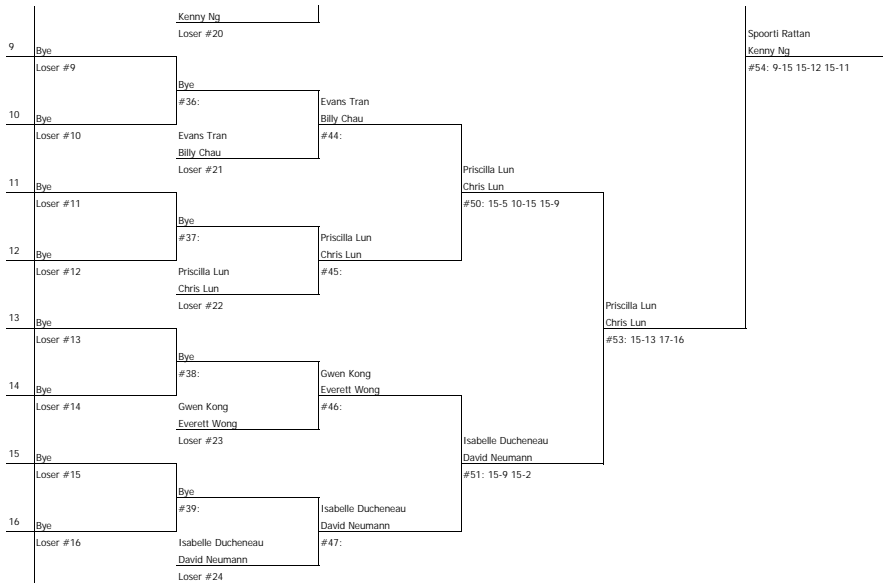 Kenny Ng
Loser #20
Spoorti Rattan
9
Bye
Kenny Ng
Loser #9
#54: 9-15 15-12 15-11
Bye
#36:
Evans Tran
10
Bye
Billy Chau
Loser #10
Evans Tran
#44:
Billy Chau
Loser #21
Priscilla Lun
11
Bye
Chris Lun
Loser #11
#50: 15-5 10-15 15-9
Bye
#37:
Priscilla Lun
12
Bye
Chris Lun
Loser #12
Priscilla Lun
#45:
Chris Lun
Loser #22
Priscilla Lun
13
Bye
Chris Lun
Loser #13
#53: 15-13 17-16
Bye
#38:
Gwen Kong
14
Bye
Everett Wong
Loser #14
Gwen Kong
#46:
Everett Wong
Loser #23
Isabelle Ducheneau
15
Bye
David Neumann
Loser #15
#51: 15-9 15-2
Bye
#39:
Isabelle Ducheneau
16
Bye
David Neumann
Loser #16
Isabelle Ducheneau
#47:
David Neumann
Loser #24